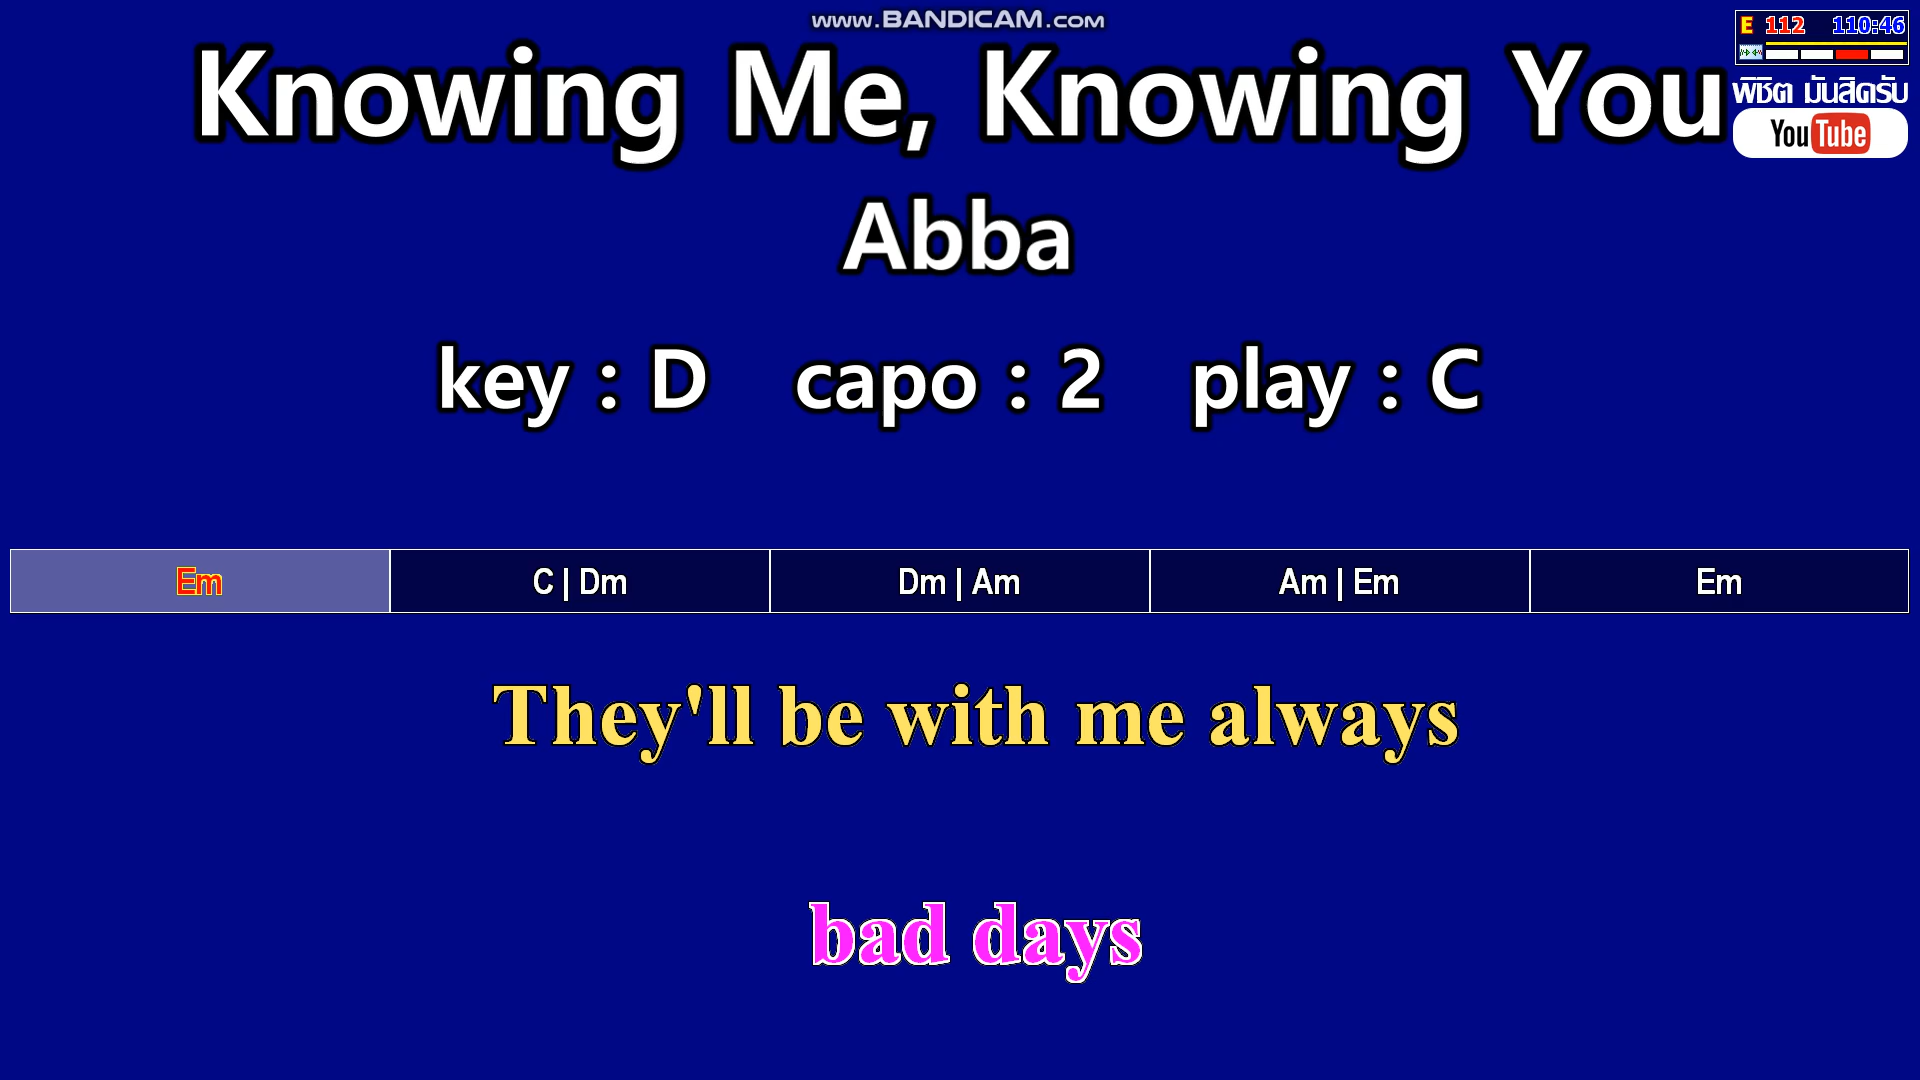 www.BANDICAM.com
E 112 110:46
Knowing Me, Knowing You
พิชิต มันสิตรับ
YouTube
Abba
key : D capo : 2 play : C
Em C | Dm Dm | Am Am | Em Em
They'll be with me always
bad days